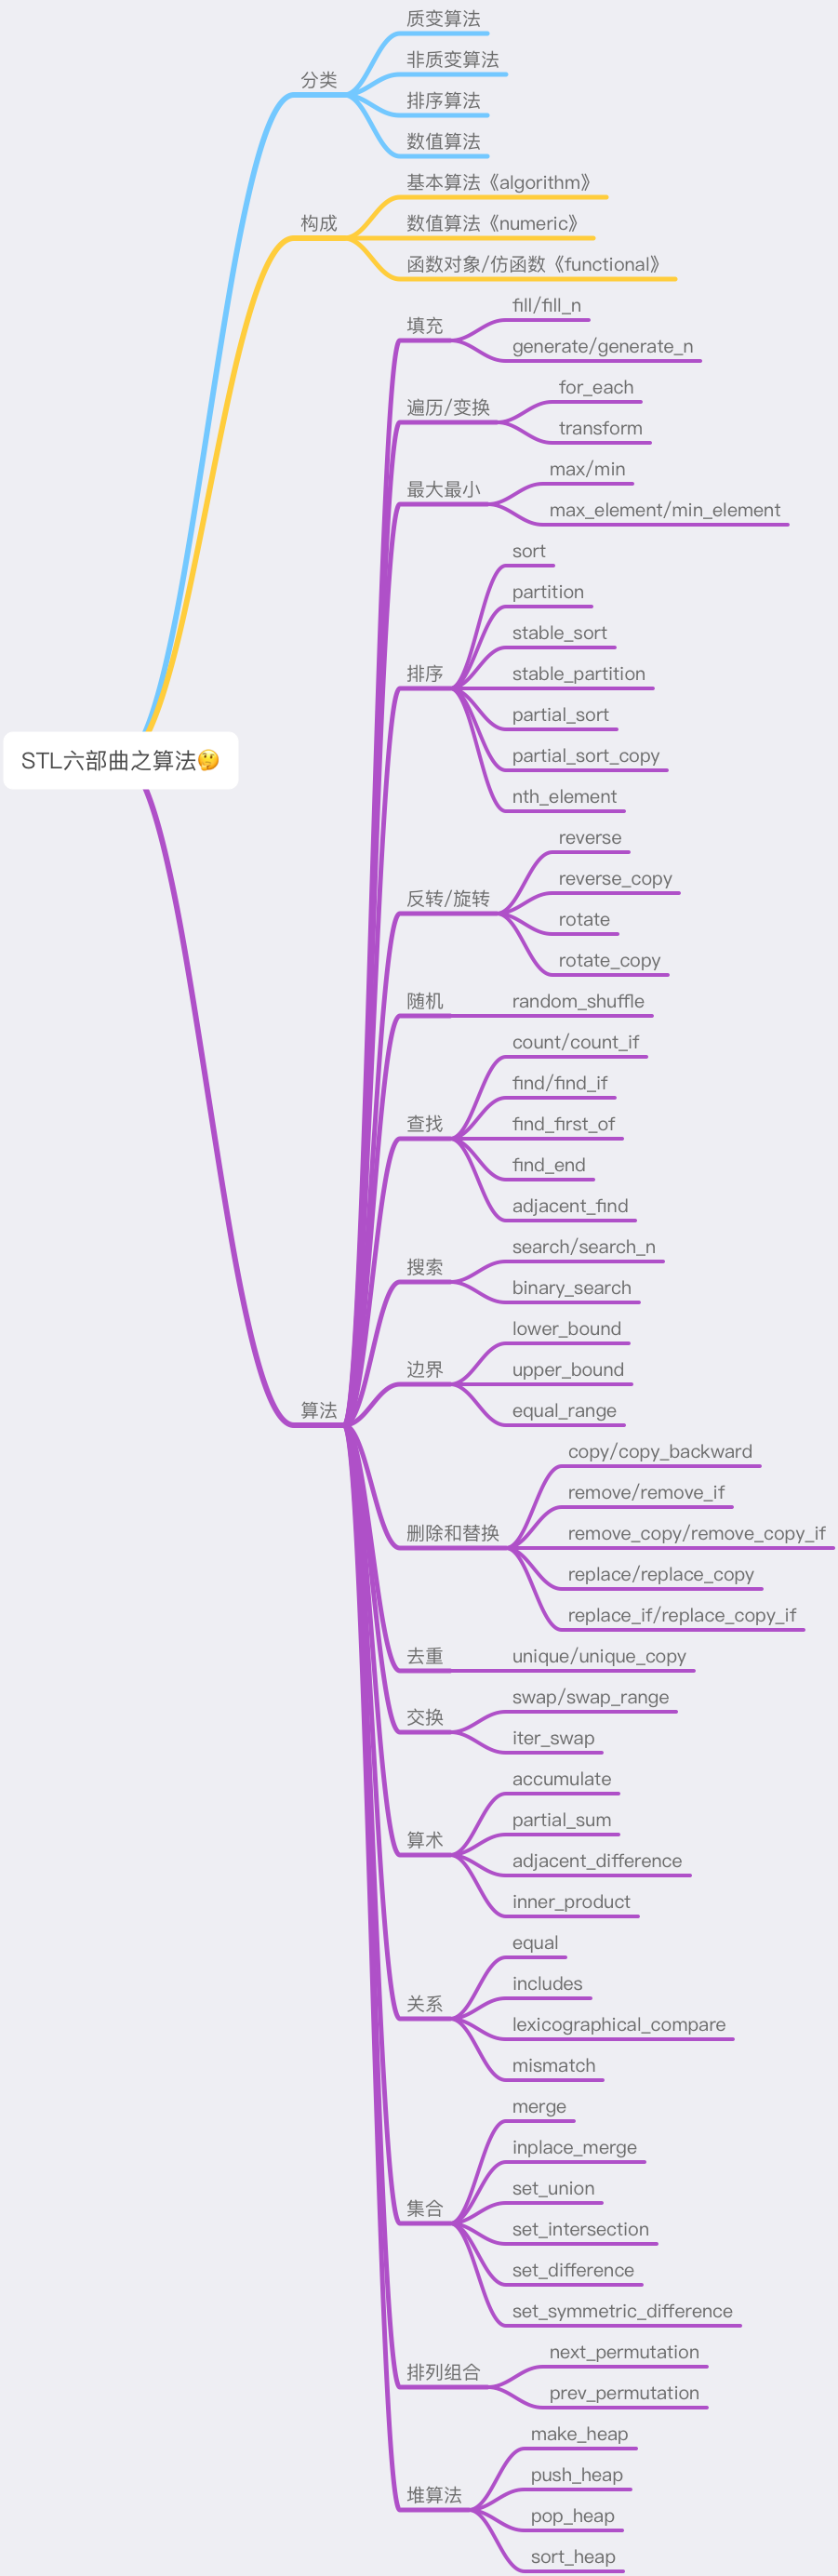 质变算法
非质变算法
分类
排序算法
数值算法
基本算法《algorithm》
构成
数值算法《numeric》
函数对象/仿函数《functional》
fill/fill_n
填充
generate/generate_n
for_each
遍历/变换
transform
max/min
最大最小
max_element/min_element
sort
partition
stable_sort
排序
stable_partition
partial_sort
STL六部曲之算法🤔
partial_sort_copy
nth_element
reverse
reverse_copy
反转/旋转
rotate
rotate_copy
随机
random_shuffle
count/count_if
find/find_if
查找
find_first_of
find_end
adjacent_find
search/search_n
搜索
binary_search
lower_bound
边界
upper_bound
算法
equal_range
copy/copy_backward
remove/remove_if
删除和替换
remove_copy/remove_copy_if
replace/replace_copy
replace_if/replace_copy_if
去重
unique/unique_copy
swap/swap_range
交换
iter_swap
accumulate
partial_sum
算术
adjacent_difference
inner_product
equal
includes
关系
lexicographical_compare
mismatch
merge
inplace_merge
set_union
集合
set_intersection
set_difference
set_symmetric_difference
next_permutation
排列组合
prev_permutation
make_heap
push_heap
堆算法
pop_heap
sort_heap